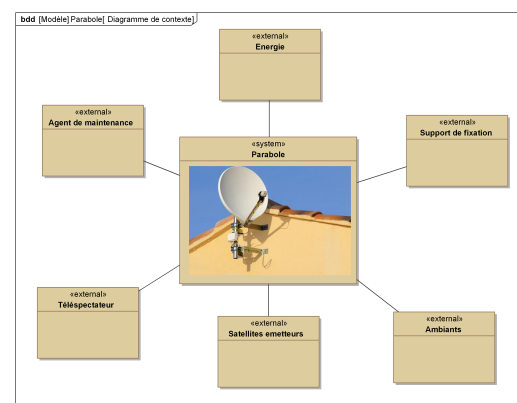 bdd [Modèle] Parabole[ Diagramme de contexte]
«external»
Energie
«external»
Agent de maintenance
«external»
Support de fixation
«system»
Parabole
«external»
Téléspectateur
«external»
Satellites emetteurs
«external»
Ambiants